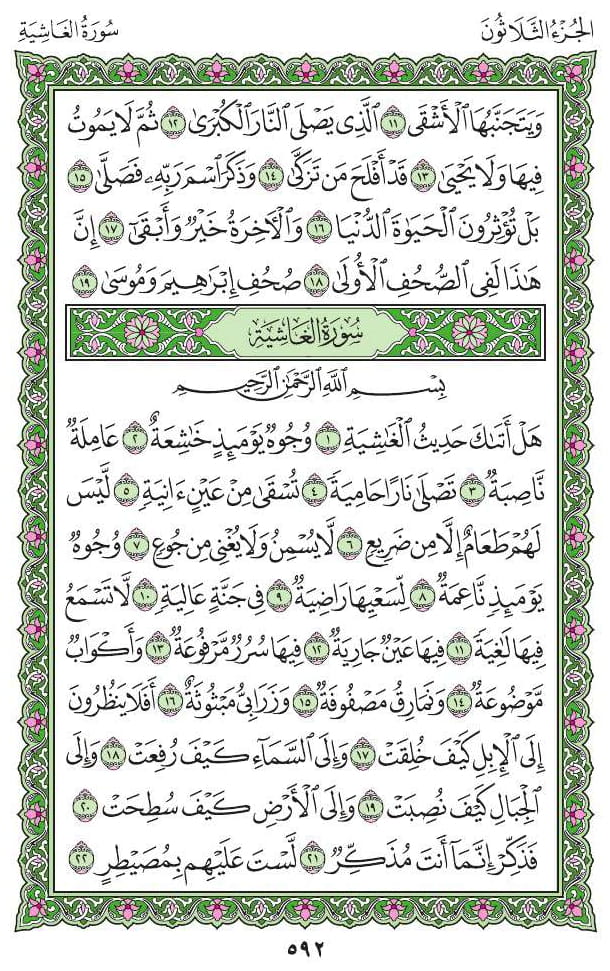 الجُزْءُ الثَّلَاثُونَ
سُورَةُ الغَاشِيَةِ
وَيَتَجَنَّبُهَا ٱلْأَشْقَى ١١ ٱلَّذِى يَصْلَى ٱلنَّارَ ٱلْكُبْرَىٰ ١٢ ثُمَّ لَا يَمُوتُ
فِيهَا وَلَا يَحْيَىٰ ١٣ قَدْ أَفْلَحَ مَن تَزَكَّىٰ ١٤ وَذَكَرَ ٱسْمَ رَبِّهِۦ فَصَلَّىٰ ١٥
بَلْ تُؤْثِرُونَ ٱلْحَيَوٰةَ ٱلدُّنْيَا ١٦ وَٱلْأَخِرَةُ خَيْرٌ وَأَبْقَىٰٓ ١٧ إِنَّ
هَٰذَا لَفِى ٱلصُّحُفِ ٱلْأُولَىٰ ١٨ صُحُفِ إِبْرَٰهِيمَ وَمُوسَىٰ ١٩
سُورَةُ الغَاشِيَةِ
بِسْمِ ٱللَّهِ ٱلرَّحْمَٰنِ ٱلرَّحِيمِ
هَلْ أَتَىٰكَ حَدِيثُ ٱلْغَٰشِيَةِ ١ وُجُوهٌ يَوْمَئِذٍ خَٰشِعَةٌ ٢ عَامِلَةٌ
نَّاصِبَةٌ ٣ تَصْلَىٰ نَارًا حَامِيَةً ٤ تُسْقَىٰ مِنْ عَيْنٍ ءَانِيَةٍ ٥ لَّيْسَ
لَهُمْ طَعَامٌ إِلَّا مِن ضَرِيعٍ ٦ لَّا يُسْمِنُ وَلَا يُغْنِى مِن جُوعٍ ٧ وُجُوهٌ
يَوْمَئِذٍ نَّاعِمَةٌ ٨ لِّسَعْيِهَا رَاضِيَةٌ ٩ فِى جَنَّةٍ عَالِيَةٍ ١٠ لَّا تَسْمَعُ
فِيهَا لَٰغِيَةً ١١ فِيهَا عَيْنٌ جَارِيَةٌ ١٢ فِيهَا سُرُرٌ مَّرْفُوعَةٌ ١٣ وَأَكْوَابٌ
مَّوْضُوعَةٌ ١٤ وَنَمَارِقُ مَصْفُوفَةٌ ١٥ وَزَرَابِىُّ مَبْثُوثَةٌ ١٦ أَفَلَا يَنظُرُونَ
إِلَى ٱلْإِبِلِ كَيْفَ خُلِقَتْ ١٧ وَإِلَى ٱلسَّمَآءِ كَيْفَ رُفِعَتْ ١٨ وَإِلَى
ٱلْجِبَالِ كَيْفَ نُصِبَتْ ١٩ وَإِلَى ٱلْأَرْضِ كَيْفَ سُطِحَتْ ٢٠
فَذَكِّرْ إِنَّمَآ أَنتَ مُذَكِّرٌ ٢١ لَّسْتَ عَلَيْهِم بِمُصَيْطِرٍ ٢٢
٥٩٢